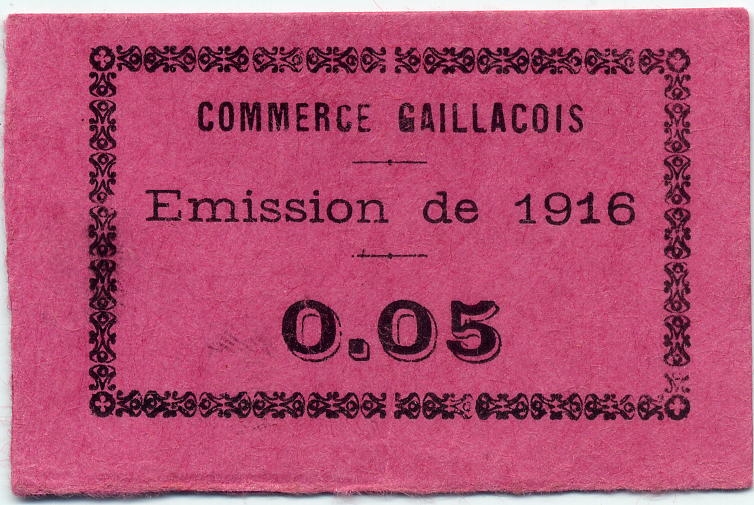 COMMERCE GAILLACOIS
Emission de 1916
0.05